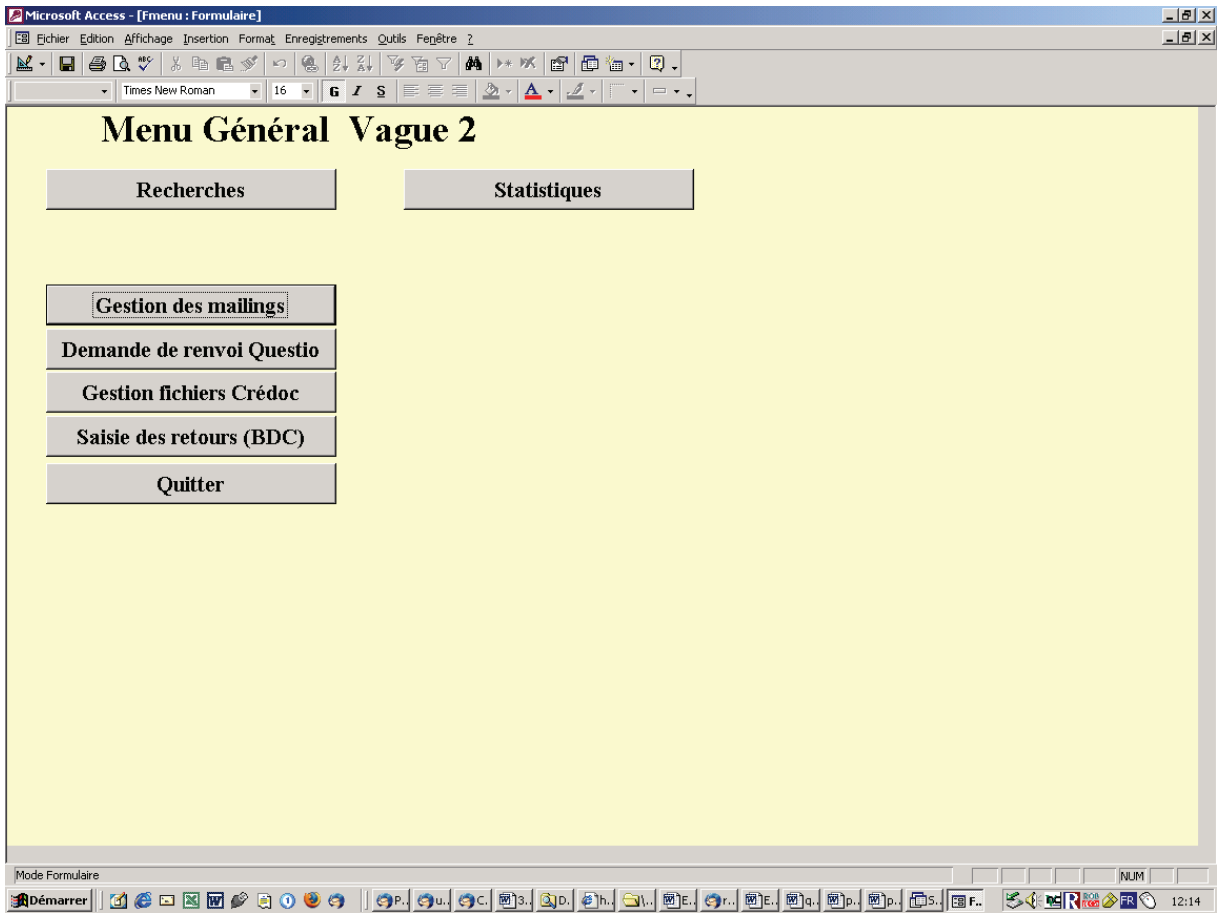 Microsoft Access - [Fmenu : Formulaire]
Eichier Edition Affichage Insertion Format Enregistrements Outils Fenêtre ?
Times New Roman 16 G I S
Menu Général Vague 2
Recherches Statistiques
Gestion des mailings
Demande de renvoi Questio
Gestion fichiers Crédoc
Saisie des retours (BDC)
Quitter
Mode Formulaire NUM
Démarrer P.. u.. C.. 3.. D.. h.. \.. E.. r.. E.. q.. p.. p.. S.. F.. FR 12:14